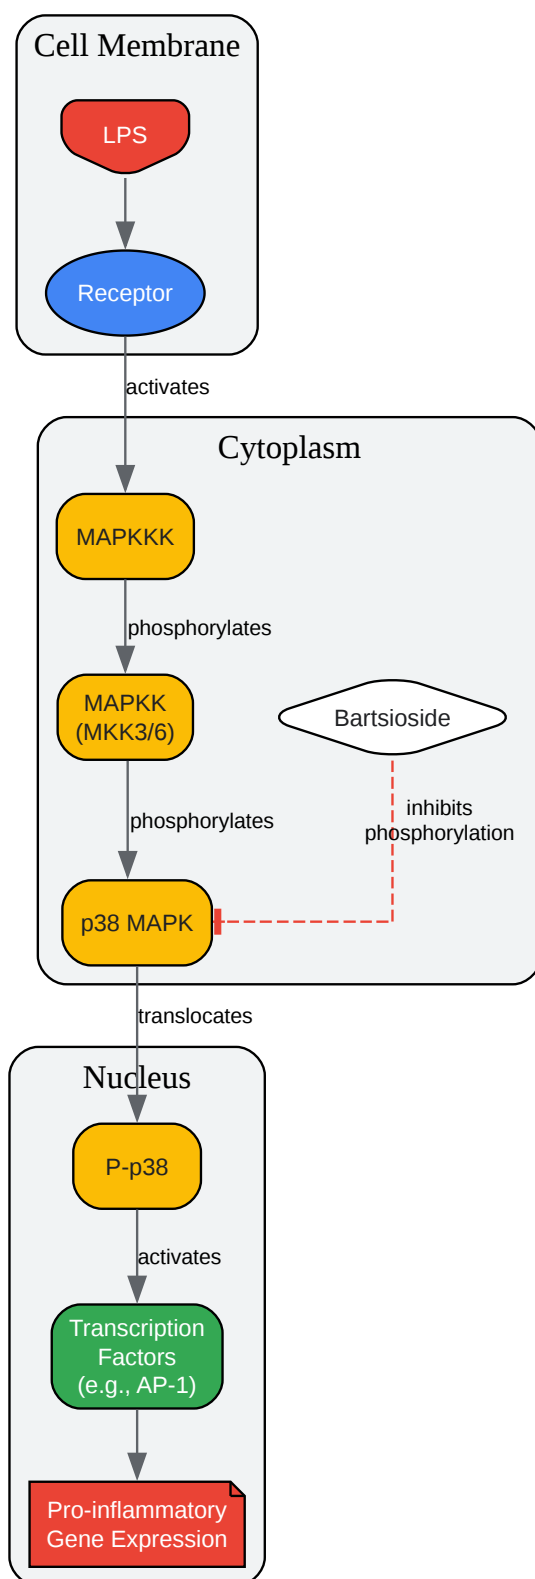 Cell Membrane
LPS
Receptor
activates
Cytoplasm
MAPKKK
phosphorylates
MAPKK
(MKK3/6)
Bartsioside
phosphorylates
inhibits
phosphorylation
p38 MAPK
translocates
Nucleus
P-p38
activates
Transcription
Factors
(e.g., AP-1)
Pro-inflammatory
Gene Expression